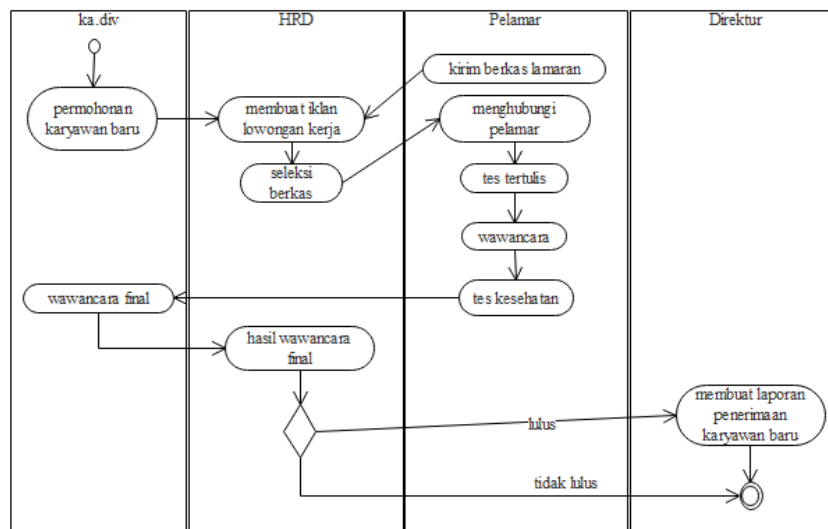 ka.div
HRD
Pelamar
Direktur
kirim berkas lamaran
permohonan
karyawan baru
membuat iklan
lowongan kerja
menghubungi
pelamar
seleksi
berkas
tes tertulis
wawancara
wawancara final
tes kesehatan
hasil wawancara
final
membuat laporan
penerimaan
karyawan baru
lulus
tidak lulus